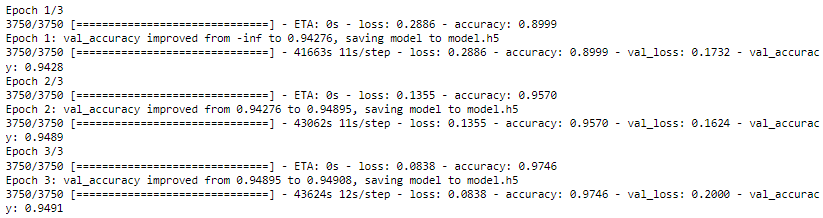 Epoch 1/3
3750/3750 [==============================] - ETA: 0s - loss: 0.2886 - accuracy: 0.8999
Epoch 1: val_accuracy improved from -inf to 0.94276, saving model to model.h5
3750/3750 [==============================] - 41663s 11s/step - loss: 0.2886 - accuracy: 0.8999 - val_loss: 0.1732 - val_accurac
y: 0.9428
Epoch 2/3
3750/3750 [==============================] - ETA: 0s - loss: 0.1355 - accuracy: 0.9570
Epoch 2: val_accuracy improved from 0.94276 to 0.94895, saving model to model.h5
3750/3750 [==============================] - 43062s 11s/step - loss: 0.1355 - accuracy: 0.9570 - val_loss: 0.1624 - val_accurac
y: 0.9489
Epoch 3/3
3750/3750 [==============================] - ETA: 0s - loss: 0.0838 - accuracy: 0.9746
Epoch 3: val_accuracy improved from 0.94895 to 0.94908, saving model to model.h5
3750/3750 [==============================] - 43624s 12s/step - loss: 0.0838 - accuracy: 0.9746 - val_loss: 0.2000 - val_accurac
y: 0.9491